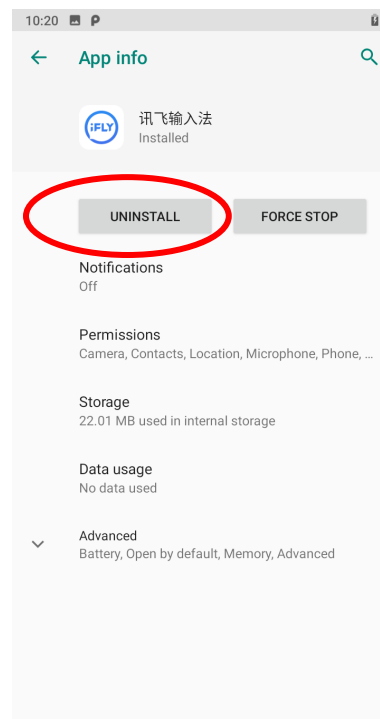 10:20
App info
iFLY
讯飞输入法
Installed
UNINSTALL
FORCE STOP
Notifications
Off
Permissions
Camera, Contacts, Location, Microphone, Phone, …
Storage
22.01 MB used in internal storage
Data usage
No data used
Advanced
Battery, Open by default, Memory, Advanced